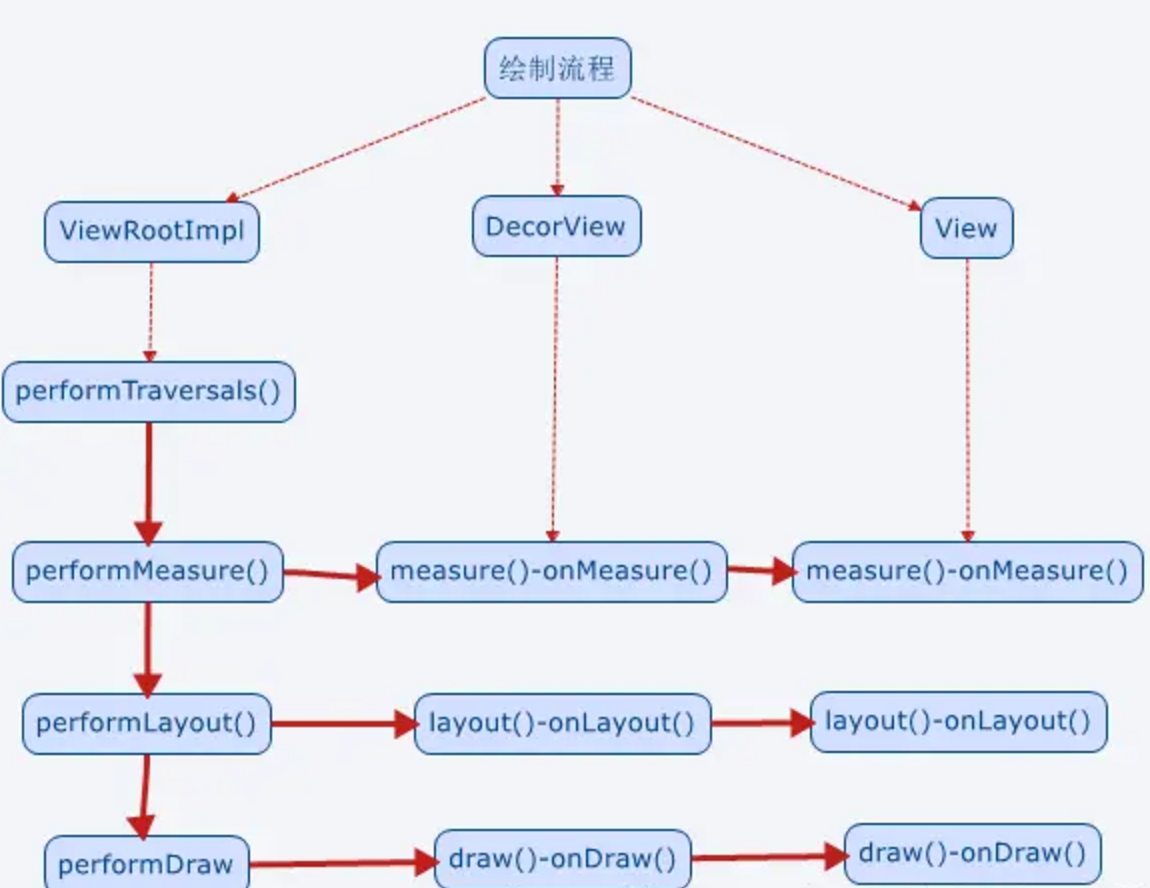 绘制流程
ViewRootImpl
DecorView
View
performTraversals()
performMeasure()
measure()-onMeasure()
measure()-onMeasure()
performLayout()
layout()-onLayout()
layout()-onLayout()
performDraw
draw()-onDraw()
draw()-onDraw()